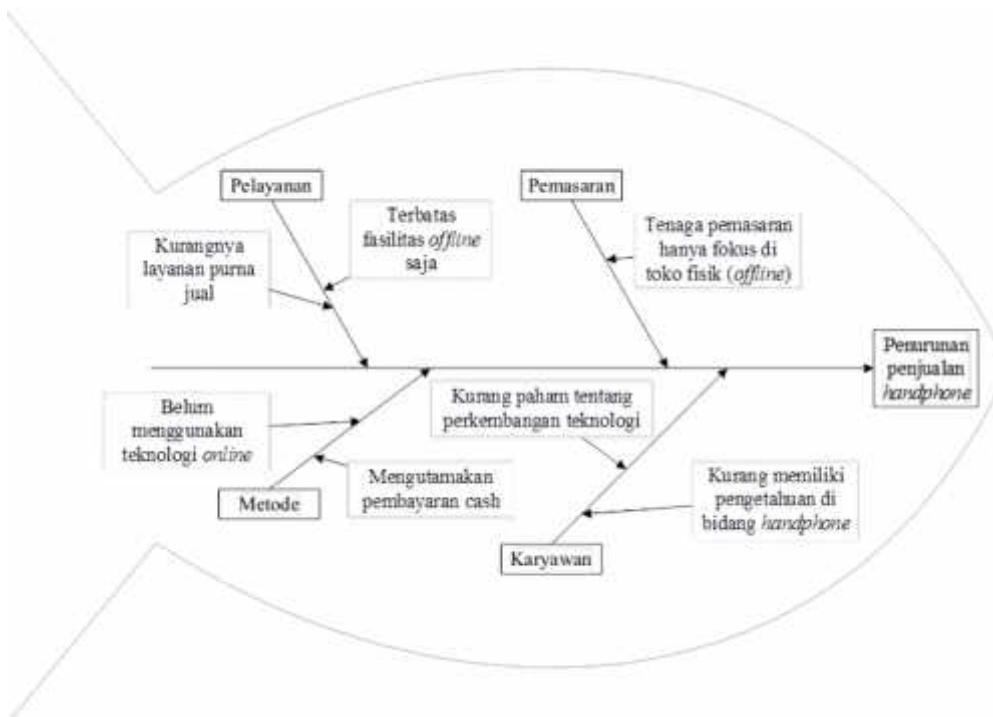 Pelayanan
Terbatas
fasilitas offline
saja
Kurangnya
layanan purna
jual
Pemasaran
Tenaga pemasaran
hanya fokus di
toko fisik (offline)
Penurunan
penjualan
handphone
Belum
menggunakan
teknologi online
Mengutamakan
pembayaran cash
Metode
Kurang paham tentang
perkembangan teknologi
Kurang memiliki
pengetahuan di
bidang handphone
Karyawan